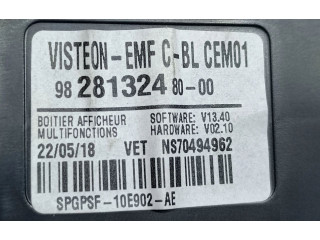 VISTEON-EMF C-BL CEM01
98 281324 80-00
BOITIER AFFICHEUR SOFTWARE: V13.40
MULTIFONCTIONS HARDWARE: V02.10
22/05/18 VET NS70494962
SPGPSF-10E902-AE